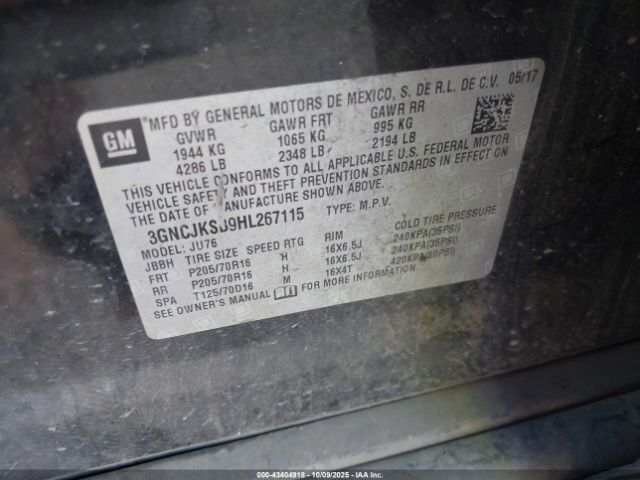 GM
MFD BY GENERAL MOTORS DE MEXICO, S. DE R.L. DE C.V. 05/17
GVWR GAWR FRT GAWR RR
1944 KG 1065 KG 995 KG
4286 LB 2348 LB 2194 LB
THIS VEHICLE CONFORMS TO ALL APPLICABLE U.S. FEDERAL MOTOR
VEHICLE SAFETY AND THEFT PREVENTION STANDARDS IN EFFECT ON
THE DATE OF MANUFACTURE SHOWN ABOVE.
TYPE: M.P.V.
MODEL: JU76
JBBH TIRE SIZE SPEED RTG RIM COLD TIRE PRESSURE
FRT P205/70R16 H 16X6.5J 240KPA(35PSI)
RR P205/70R16 H 16X6.5J 240KPA(35PSI)
SPA T125/70D16 M 16X4T 420KPA(60PSI)
SEE OWNER'S MANUAL FOR MORE INFORMATION
000-43404918 - 10/09/2025 - IAAI.COM